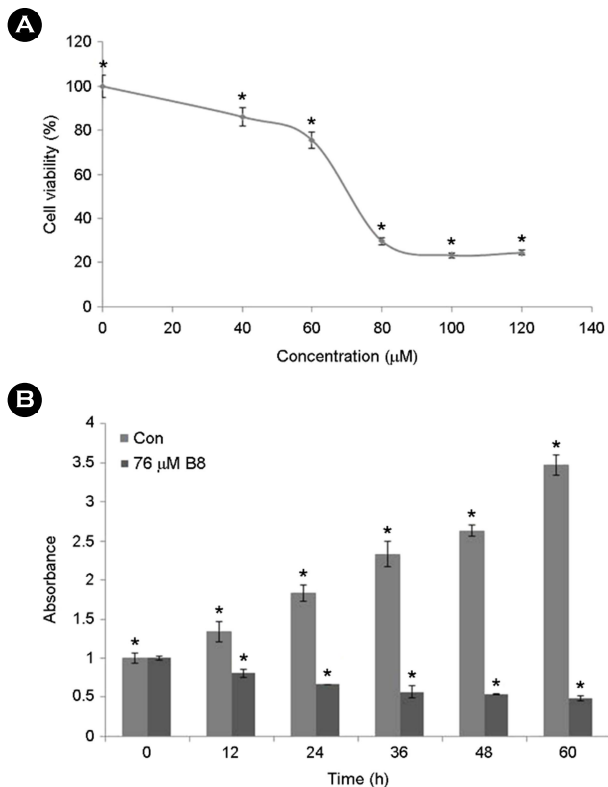 A
120
100
80
60
40
20
0
Cell viability (%)
* * * * * *
0 20 40 60 80 100 120 140
Concentration (μM)
B
4
3.5
3
2.5
2
1.5
1
0.5
0
Absorbance
Con
76 μM B8
* * * * * * * * * * *
0 12 24 36 48 60
Time (h)